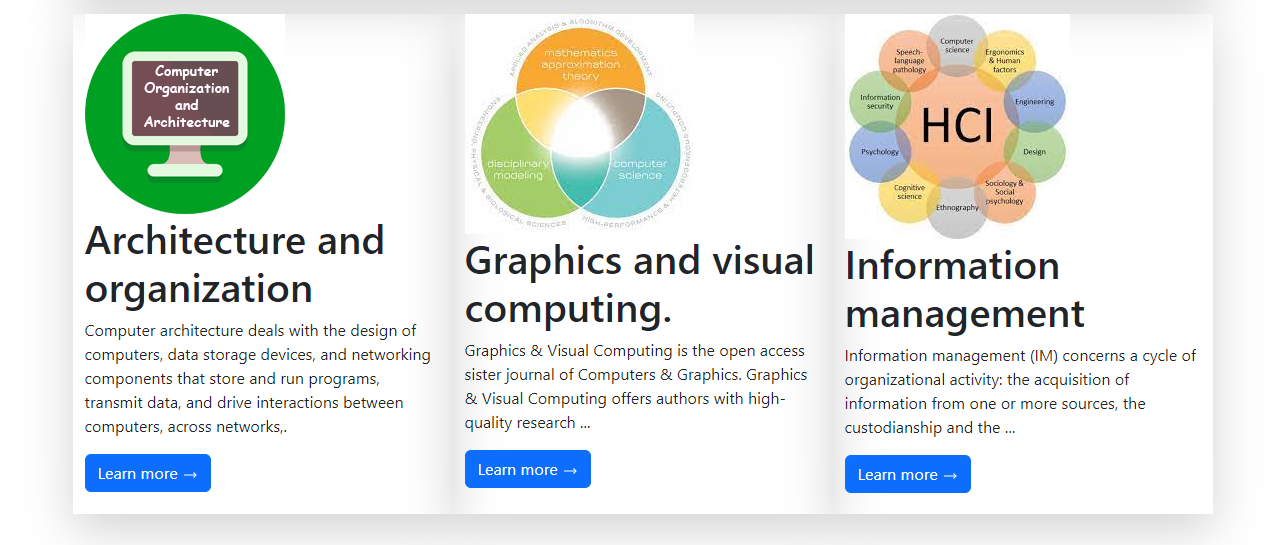 Computer
Organization
and
Architecture
Architecture and
organization
Computer architecture deals with the design of
computers, data storage devices, and networking
components that store and run programs,
transmit data, and drive interactions between
computers, across networks,.
Learn more →
APPLIED ANALYSIS & ALGORITHM DEVELOPMENT
mathematics
approximation
theory
disciplinary
modeling
computer
science
ENGINEERING, PHYSICAL & BIOLOGICAL SCIENCES
HIGH-PERFORMANCE & HETEROGENEOUS COMPUTING
Graphics and visual
computing.
Graphics & Visual Computing is the open access
sister journal of Computers & Graphics. Graphics
& Visual Computing offers authors with high-
quality research ...
Learn more →
Computer
science
Speech-
language
pathology
Ergonomics
& Human
factors
Information
security
Engineering
HCI
Psychology
Design
Cognitive
science
Sociology &
Social
psychology
Ethnography
Information
management
Information management (IM) concerns a cycle of
organizational activity: the acquisition of
information from one or more sources, the
custodianship and the ...
Learn more →